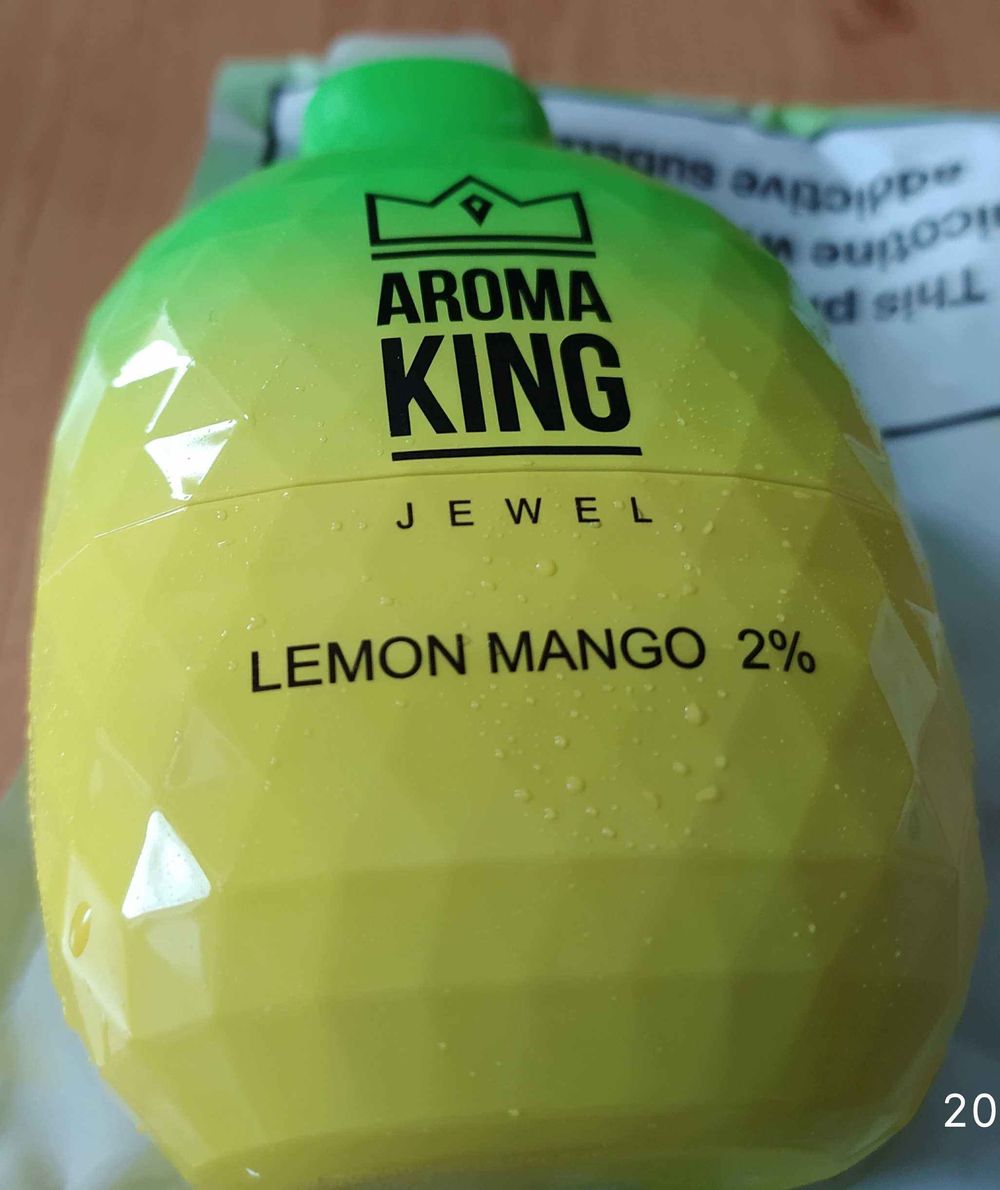 AROMA
KING
JEWEL
LEMON MANGO 2%
This
nicotine
addictive
20